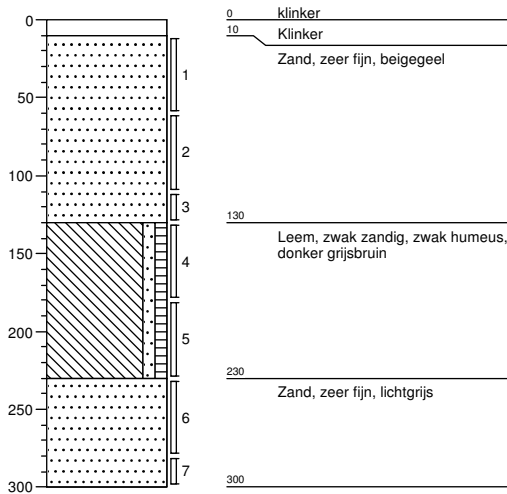 0
50
100
150
200
250
300
1
2
3
4
5
6
7
0 klinker
10 Klinker
Zand, zeer fijn, beigegeel
130
Leem, zwak zandig, zwak humeus,
donker grijsbruin
230
Zand, zeer fijn, lichtgrijs
300